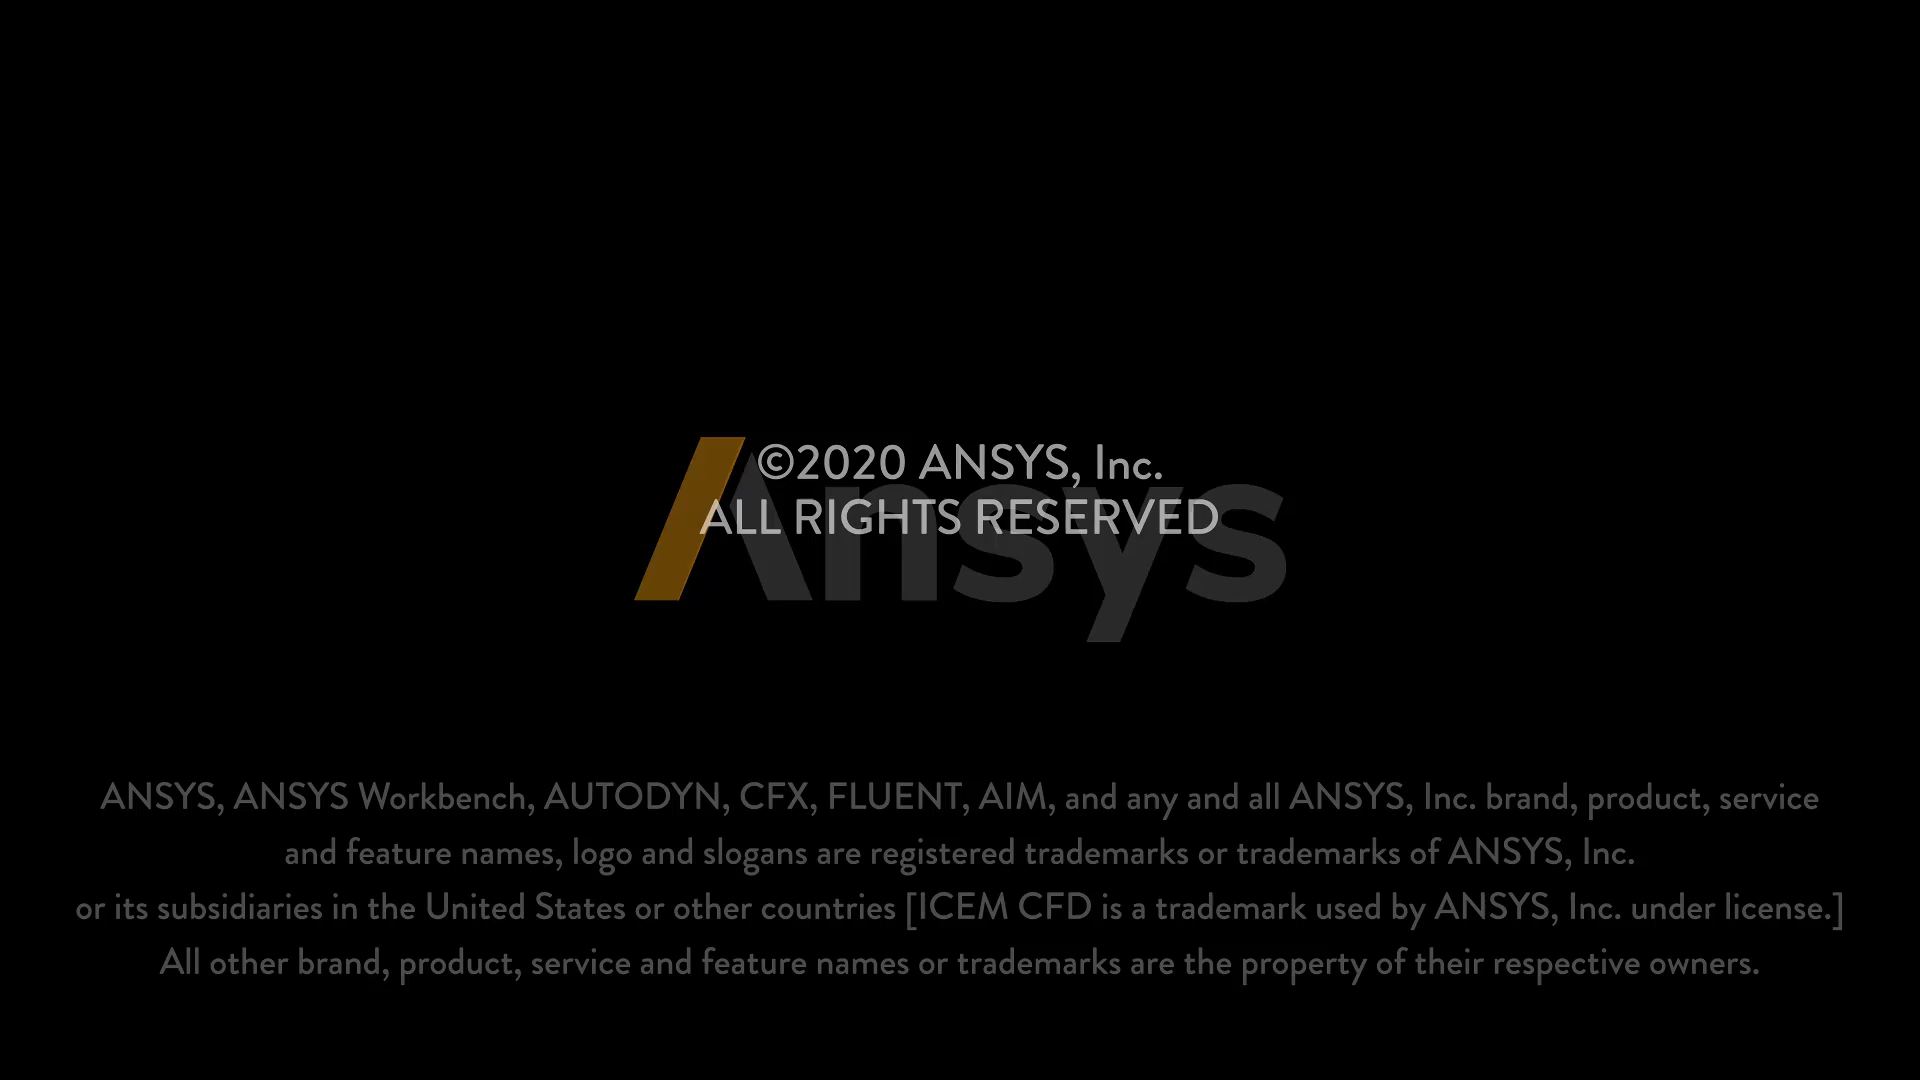 ©2020 ANSYS, Inc.
ALL RIGHTS RESERVED
Ansys
ANSYS, ANSYS Workbench, AUTODYN, CFX, FLUENT, AIM, and any and all ANSYS, Inc. brand, product, service
and feature names, logo and slogans are registered trademarks or trademarks of ANSYS, Inc.
or its subsidiaries in the United States or other countries [ICEM CFD is a trademark used by ANSYS, Inc. under license.]
All other brand, product, service and feature names or trademarks are the property of their respective owners.